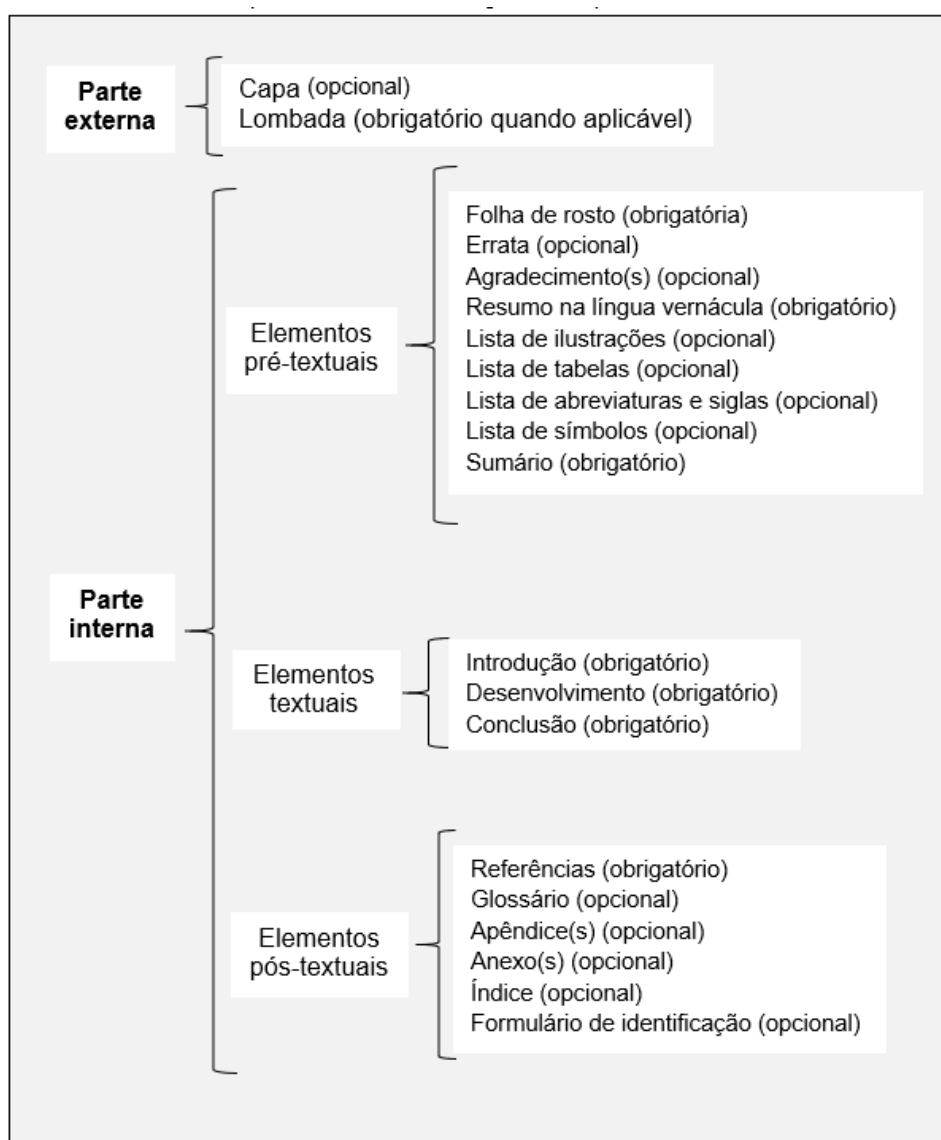 Parte
externa
Capa (opcional)
Lombada (obrigatório quando aplicável)
Parte
interna
Elementos
pré-textuais
Folha de rosto (obrigatória)
Errata (opcional)
Agradecimento(s) (opcional)
Resumo na língua vernácula (obrigatório)
Lista de ilustrações (opcional)
Lista de tabelas (opcional)
Lista de abreviaturas e siglas (opcional)
Lista de símbolos (opcional)
Sumário (obrigatório)
Elementos
textuais
Introdução (obrigatório)
Desenvolvimento (obrigatório)
Conclusão (obrigatório)
Elementos
pós-textuais
Referências (obrigatório)
Glossário (opcional)
Apêndice(s) (opcional)
Anexo(s) (opcional)
Índice (opcional)
Formulário de identificação (opcional)